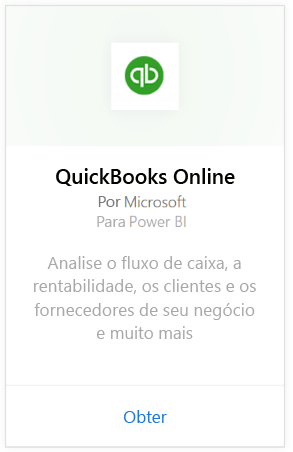 qb
QuickBooks Online
Por Microsoft
Para Power BI
Analise o fluxo de caixa, a
rentabilidade, os clientes e os
fornecedores de seu negócio
e muito mais
Obter